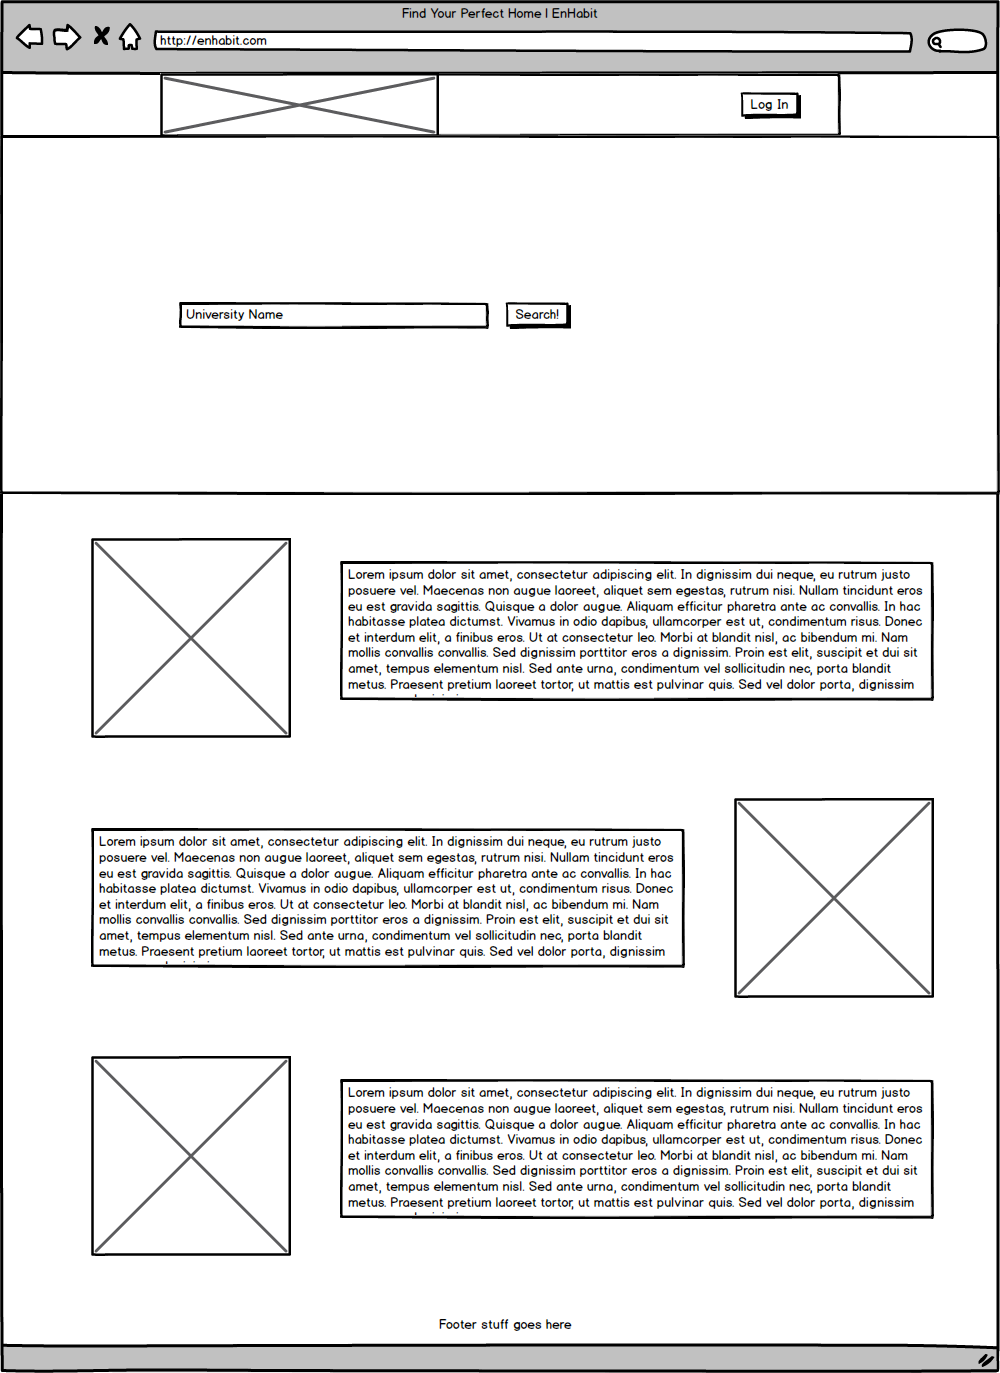 Find Your Perfect Home | EnHabit
http://enhabit.com
Log In
University Name
Search!
Lorem ipsum dolor sit amet, consectetur adipiscing elit. In dignissim dui neque, eu rutrum justo
posuere vel. Maecenas non augue laoreet, aliquet sem egestas, rutrum nisi. Nullam tincidunt eros
eu est gravida sagittis. Quisque a dolor augue. Aliquam efficitur pharetra ante ac convallis. In hac
habitasse platea dictumst. Vivamus in odio dapibus, ullamcorper est ut, condimentum risus. Donec
et interdum elit, a finibus eros. Ut at consectetur leo. Morbi at blandit nisl, ac bibendum mi. Nam
mollis convallis convallis. Sed dignissim porttitor eros a dignissim. Proin est elit, suscipit et dui sit
amet, tempus elementum nisl. Sed ante urna, condimentum vel sollicitudin nec, porta blandit
metus. Praesent pretium laoreet tortor, ut mattis est pulvinar quis. Sed vel dolor porta, dignissim
Lorem ipsum dolor sit amet, consectetur adipiscing elit. In dignissim dui neque, eu rutrum justo
posuere vel. Maecenas non augue laoreet, aliquet sem egestas, rutrum nisi. Nullam tincidunt eros
eu est gravida sagittis. Quisque a dolor augue. Aliquam efficitur pharetra ante ac convallis. In hac
habitasse platea dictumst. Vivamus in odio dapibus, ullamcorper est ut, condimentum risus. Donec
et interdum elit, a finibus eros. Ut at consectetur leo. Morbi at blandit nisl, ac bibendum mi. Nam
mollis convallis convallis. Sed dignissim porttitor eros a dignissim. Proin est elit, suscipit et dui sit
amet, tempus elementum nisl. Sed ante urna, condimentum vel sollicitudin nec, porta blandit
metus. Praesent pretium laoreet tortor, ut mattis est pulvinar quis. Sed vel dolor porta, dignissim
Lorem ipsum dolor sit amet, consectetur adipiscing elit. In dignissim dui neque, eu rutrum justo
posuere vel. Maecenas non augue laoreet, aliquet sem egestas, rutrum nisi. Nullam tincidunt eros
eu est gravida sagittis. Quisque a dolor augue. Aliquam efficitur pharetra ante ac convallis. In hac
habitasse platea dictumst. Vivamus in odio dapibus, ullamcorper est ut, condimentum risus. Donec
et interdum elit, a finibus eros. Ut at consectetur leo. Morbi at blandit nisl, ac bibendum mi. Nam
mollis convallis convallis. Sed dignissim porttitor eros a dignissim. Proin est elit, suscipit et dui sit
amet, tempus elementum nisl. Sed ante urna, condimentum vel sollicitudin nec, porta blandit
metus. Praesent pretium laoreet tortor, ut mattis est pulvinar quis. Sed vel dolor porta, dignissim
Footer stuff goes here